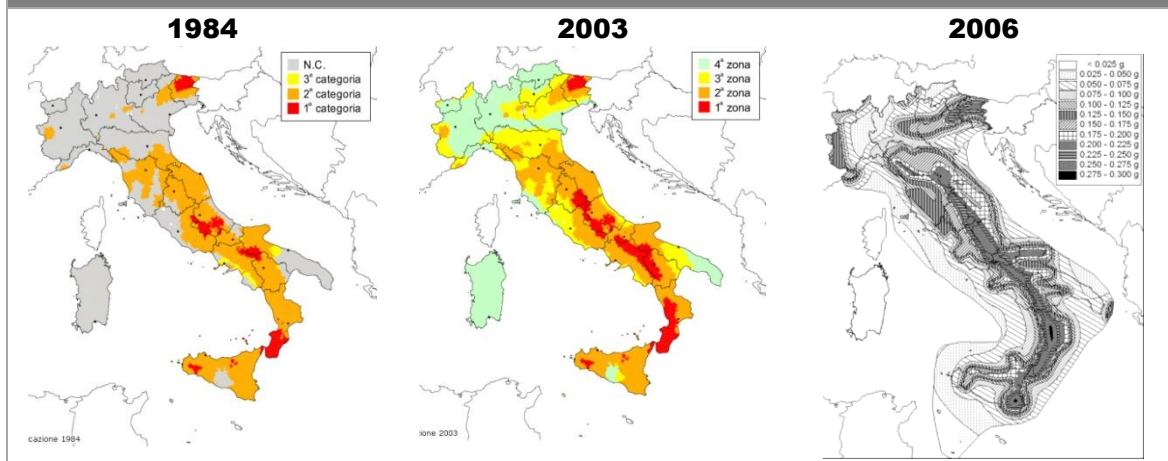 1984
N.C.
3ª categoria
2ª categoria
1ª categoria
cazione 1984
2003
4ª zona
3ª zona
2ª zona
1ª zona
ione 2003
2006
< 0.025 g
0.025 - 0.050 g
0.050 - 0.075 g
0.075 - 0.100 g
0.100 - 0.125 g
0.125 - 0.150 g
0.150 - 0.175 g
0.175 - 0.200 g
0.200 - 0.225 g
0.225 - 0.250 g
0.250 - 0.275 g
0.275 - 0.300 g